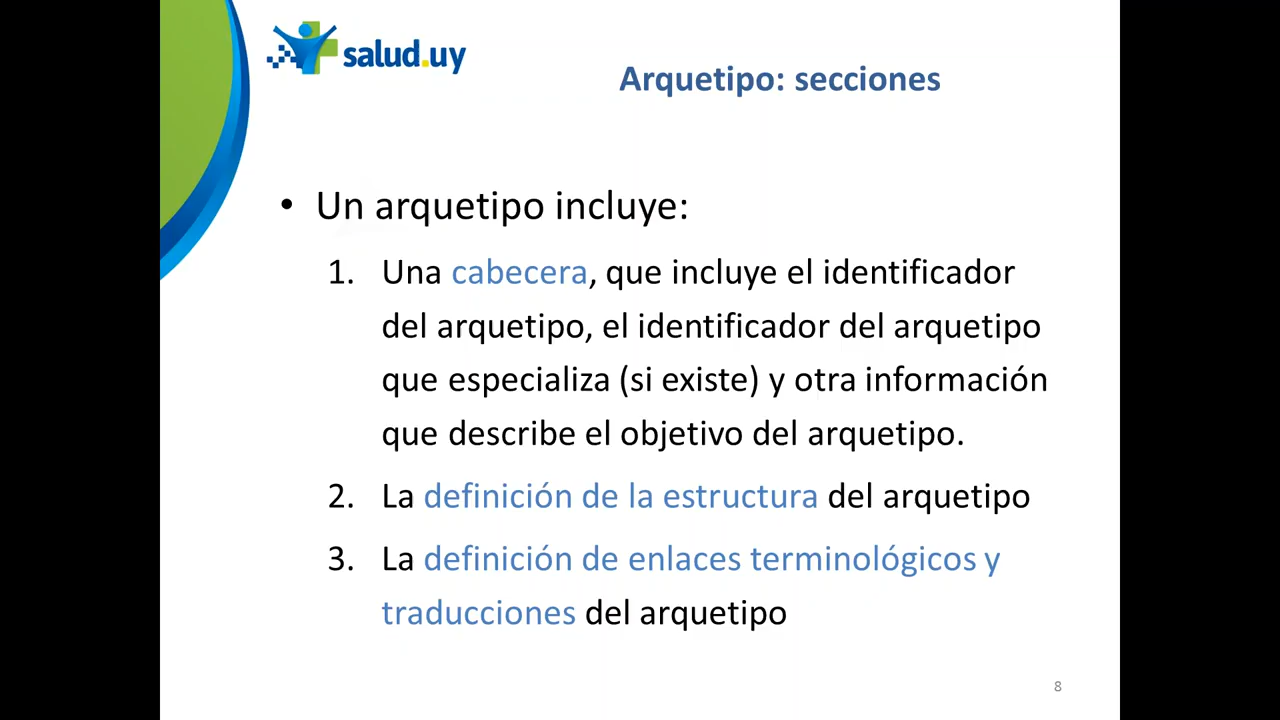 salud.uy
Arquetipo: secciones
• Un arquetipo incluye:
1. Una cabecera, que incluye el identificador
del arquetipo, el identificador del arquetipo
que especializa (si existe) y otra información
que describe el objetivo del arquetipo.
2. La definición de la estructura del arquetipo
3. La definición de enlaces terminológicos y
traducciones del arquetipo
8